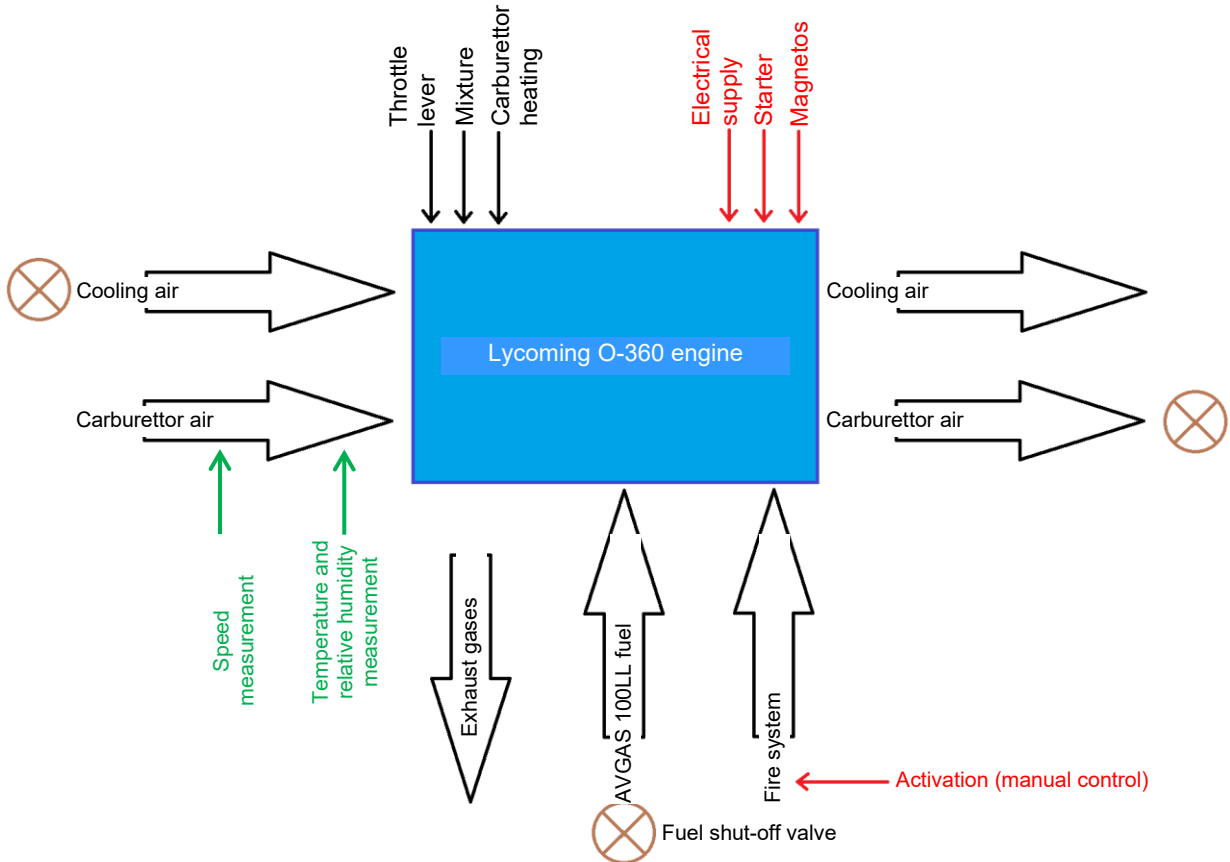 Throttle
lever
Mixture
Carburettor
heating
Electrical
supply
Starter
Magnetos
Cooling air
Cooling air
Lycoming O-360 engine
Carburettor air
Carburettor air
Speed
measurement
Temperature and
relative humidity
measurement
Exhaust gases
AVGAS 100LL fuel
Fire system
Activation (manual control)
Fuel shut-off valve